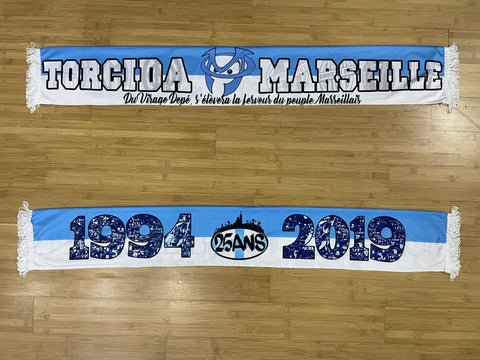 TORCIDA MARSEILLE
Du Virage Depé, s'élèvera la ferveur du peuple Marseillais
1994 25ANS 2019